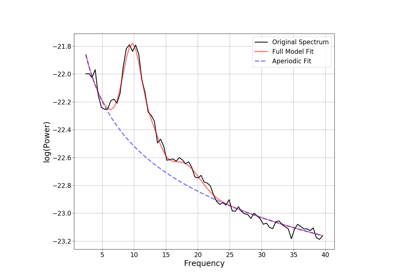 Original Spectrum
Full Model Fit
Aperiodic Fit
−21.8
−22.0
−22.2
−22.4
−22.6
−22.8
−23.0
−23.2
log(Power)
5 10 15 20 25 30 35 40
Frequency